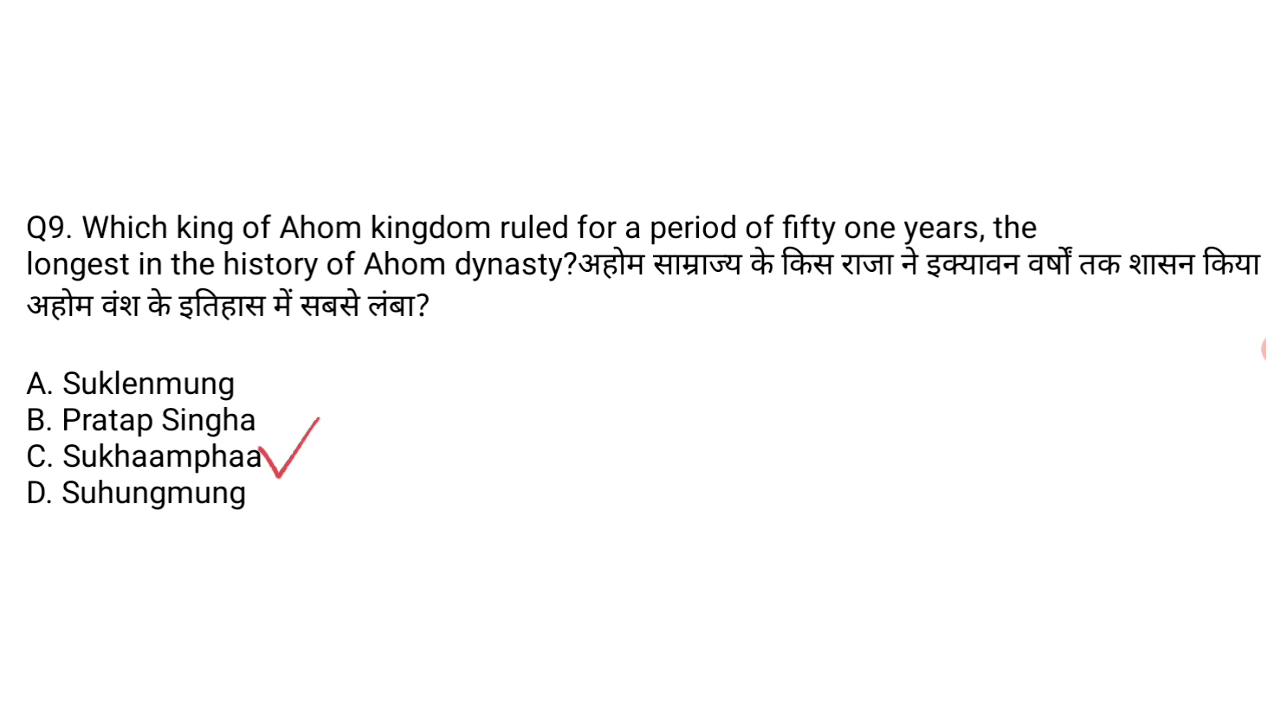 Q9. Which king of Ahom kingdom ruled for a period of fifty one years, the
longest in the history of Ahom dynasty?अहोम साम्राज्य के किस राजा ने इक्यावन वर्षों तक शासन किया
अहोम वंश के इतिहास में सबसे लंबा?
A. Suklenmung
B. Pratap Singha
C. Sukhaamphaa
D. Suhungmung